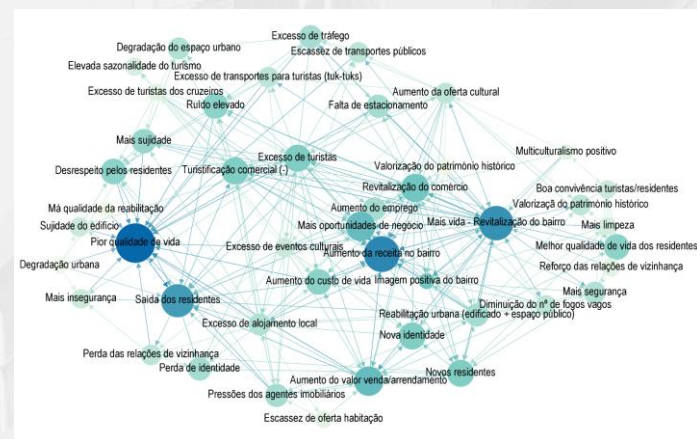 Excesso de tráfego
Degradação do espaço urbano
Escassez de transportes públicos
Elevada sazonalidade do turismo
Excesso de transportes para turistas (tuk-tuks)
Excesso de turistas dos cruzeiros
Aumento da oferta cultural
Ruído elevado
Falta de estacionamento
Mais sujidade
Multiculturalismo positivo
Excesso de turistas
Desrespeito pelos residentes
Turistificação comercial (-)
Valorização do património histórico
Revitalização do comércio
Boa convivência turistas/residentes
Má qualidade da reabilitação
Aumento do emprego
Valorizaçã do património histórico
Sujidade do edifício
Mais oportunidades de negócio
Mais vida - Revitalização do bairro
Mais limpeza
Pior qualidade de vida
Excesso de eventos culturais
Aumento da receita no bairro
Melhor qualidade de vida dos residentes
Degradação urbana
Reforço das relações de vizinhança
Aumento do custo de vida
Imagem positiva do bairro
Mais segurança
Mais insegurança
Saída dos residentes
Diminuição do nº de fogos vagos
Reabilitação urbana (edificado + espaço público)
Excesso de alojamento local
Nova identidade
Perda das relações de vizinhança
Perda de identidade
Novos residentes
Aumento do valor venda/arrendamento
Pressões dos agentes imobiliários
Escassez de oferta habitação